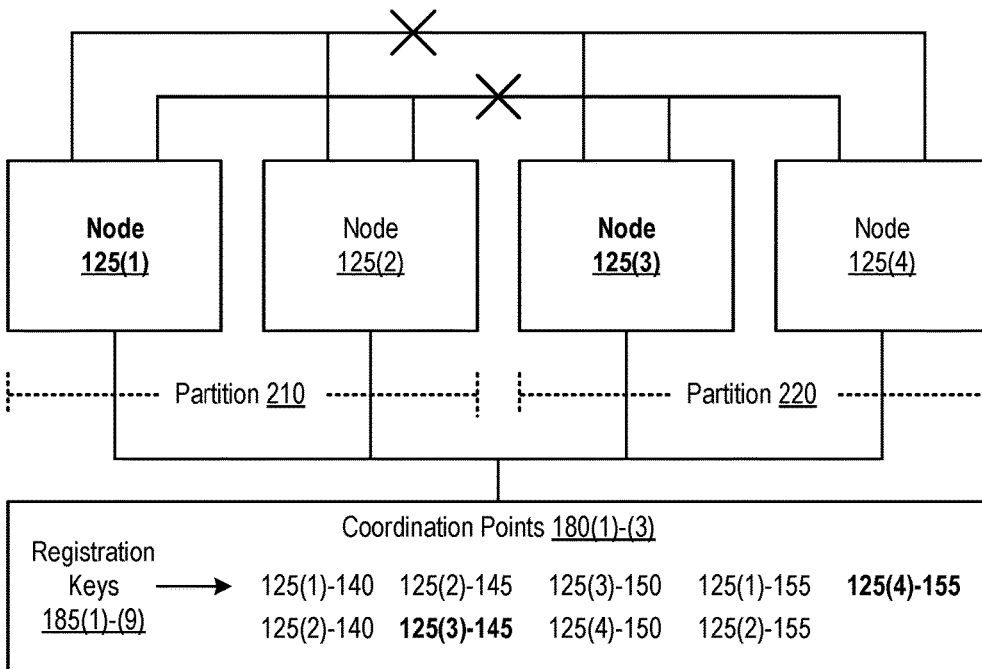 Node
125(1)
Node
125(2)
Node
125(3)
Node
125(4)
Partition 210
Partition 220
Coordination Points 180(1)-(3)
Registration
Keys
185(1)-(9)
125(1)-140 125(2)-145 125(3)-150 125(1)-155 125(4)-155
125(2)-140 125(3)-145 125(4)-150 125(2)-155